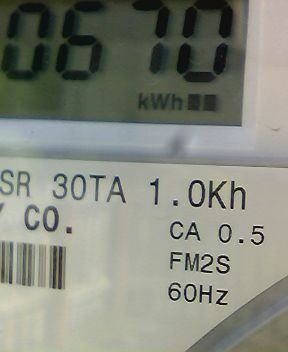 0670
kWh
SR 30TA 1.0Kh
Y CO.
CA 0.5
FM2S
60Hz